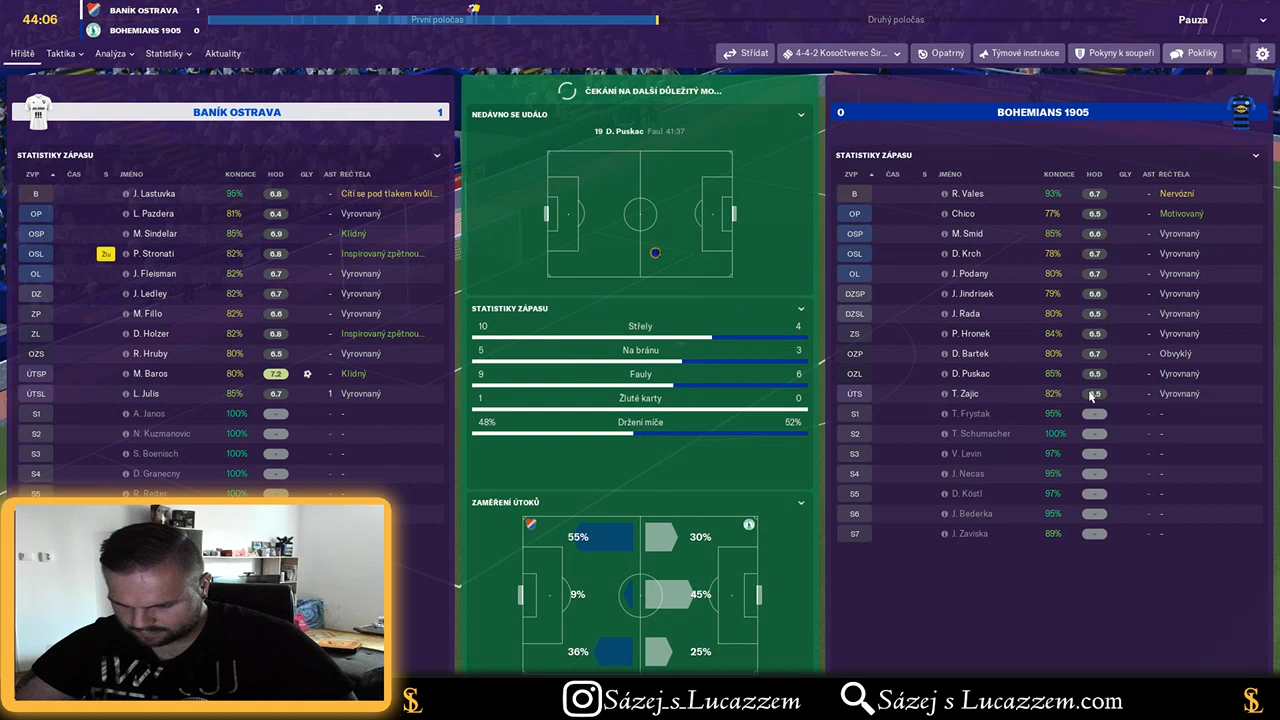 44:06
BANÍK OSTRAVA 1
BOHEMIANS 1905 0
První poločas
Druhý poločas
Pauza
Hřiště Taktika Analýza Statistiky Aktuality
Střídat 4-4-2 Kosočtverec Šir... Opatrný Týmové instrukce Pokyny k soupeři Pokřiky
BANÍK OSTRAVA 1
STATISTIKY ZÁPASU
ZVP ČAS S JMÉNO KONDICE HOD GLY AST ŘEČ TĚLA
B J. Lastuvka 95% 6.8 - Cítí se pod tlakem kvůli...
OP L. Pazdera 81% 6.4 - Vyrovnaný
OSP M. Sindelar 85% 6.9 - Klidný
OSL Žlu P. Stronati 82% 6.8 - Inspirovaný zpětnou...
OL J. Fleisman 82% 6.7 - Vyrovnaný
DZ J. Ledley 82% 6.7 - Vyrovnaný
ZP M. Fillo 82% 6.6 - Vyrovnaný
ZL D. Holzer 82% 6.8 - Inspirovaný zpětnou...
OZS R. Hruby 80% 6.5 - Vyrovnaný
ÚTSP M. Baros 80% 7.2 - Klidný
ÚTSL L. Julis 85% 6.7 1 Vyrovnaný
S1 A. Janos 100% - - -
S2 N. Kuzmanovic 100% - - -
S3 S. Boenisch 100% - - -
S4 D. Granecny 100% - - -
S5 R. Reiter 100% - - -
ČEKÁNÍ NA DALŠÍ DŮLEŽITÝ MO...
NEDÁVNO SE UDÁLO
19 D. Puskac Faul 41:37
STATISTIKY ZÁPASU
10 Střely 4
5 Na bránu 3
9 Fauly 6
1 Žluté karty 0
48% Držení míče 52%
ZAMĚŘENÍ ÚTOKŮ
55% 30%
9% 45%
36% 25%
0 BOHEMIANS 1905
STATISTIKY ZÁPASU
ZVP ČAS S JMÉNO KONDICE HOD GLY AST ŘEČ TĚLA
B R. Vales 93% 6.7 - Nervózní
OP Chico 77% 6.5 - Motivovaný
OSP M. Smid 85% 6.6 - Vyrovnaný
OSL D. Krch 78% 6.5 - Vyrovnaný
OL J. Podany 80% 6.7 - Vyrovnaný
DZSP J. Jindrisek 79% 6.6 - Vyrovnaný
DZSL J. Rada 80% 6.5 - Vyrovnaný
ZS P. Hronek 84% 6.5 - Vyrovnaný
OZP D. Bartek 80% 6.7 - Obvyklý
OZL D. Puskac 85% 6.5 - Vyrovnaný
ÚTS T. Zajic 82% - Vyrovnaný
S1 T. Frystak 95% - - -
S2 T. Schumacher 100% - - -
S3 V. Levin 97% - - -
S4 J. Necas 95% - - -
S5 D. Köstl 97% - - -
S6 J. Bederka 95% - - -
S7 J. Zaviska 89% - - -
Sázej_s_Lucazzem
Sázej s Lucazzem.com